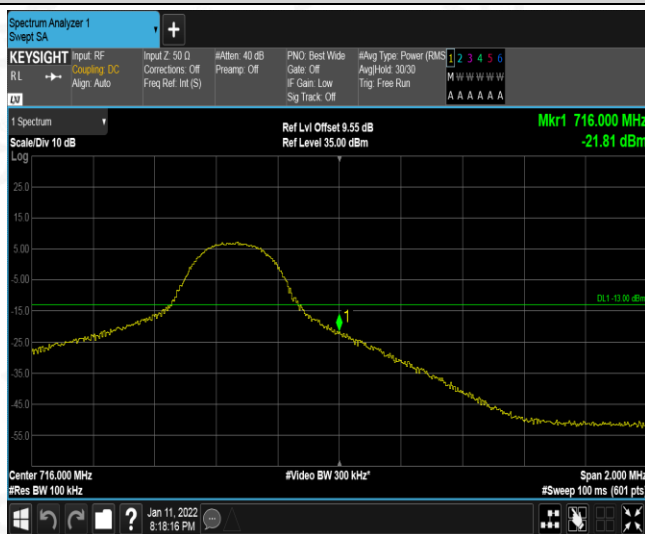 Spectrum Analyzer 1
Swept SA
+
KEYSIGHT
RL
LXI
Input: RF
Coupling: DC
Align: Auto
Input Z: 50 Ω
Corrections: Off
Freq Ref: Int (S)
#Atten: 40 dB
Preamp: Off
PNO: Best Wide
Gate: Off
IF Gain: Low
Sig Track: Off
#Avg Type: Power (RMS
Avg|Hold: 30/30
Trig: Free Run
1 2 3 4 5 6
M W W W W W
A A A A A A
1 Spectrum
Scale/Div 10 dB
Log
Ref Lvl Offset 9.55 dB
Ref Level 35.00 dBm
Mkr1 716.000 MHz
-21.81 dBm
25.0
15.0
5.00
-5.00
DL1 -13.00 dBm
-15.0
1
-25.0
-35.0
-45.0
-55.0
Center 716.000 MHz
#Res BW 100 kHz
#Video BW 300 kHz*
Span 2.000 MHz
#Sweep 100 ms (601 pts)
?
Jan 11, 2022
8:18:16 PM